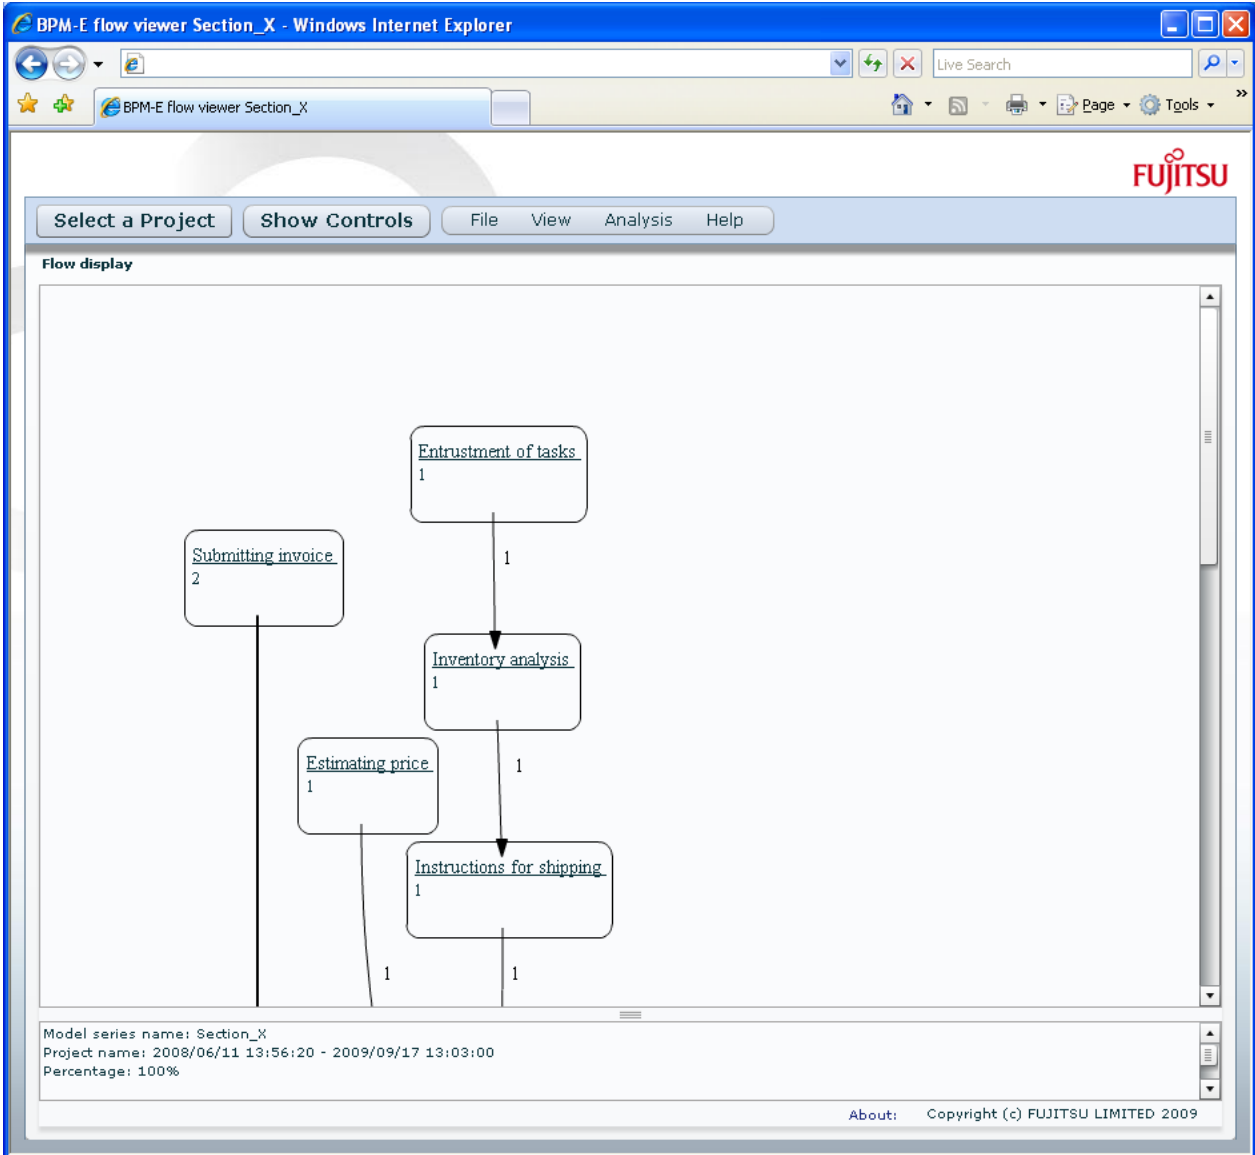 BPM-E flow viewer Section_X - Windows Internet Explorer
Live Search
BPM-E flow viewer Section_X
Page
Tools
»
FUJITSU
Select a Project
Show Controls
File View Analysis Help
Flow display
Entrustment of tasks
1
1
Submitting invoice
2
Inventory analysis
1
1
Estimating price
1
Instructions for shipping
1
1
1
Model series name: Section_X
Project name: 2008/06/11 13:56:20 - 2009/09/17 13:03:00
Percentage: 100%
About: Copyright (c) FUJITSU LIMITED 2009